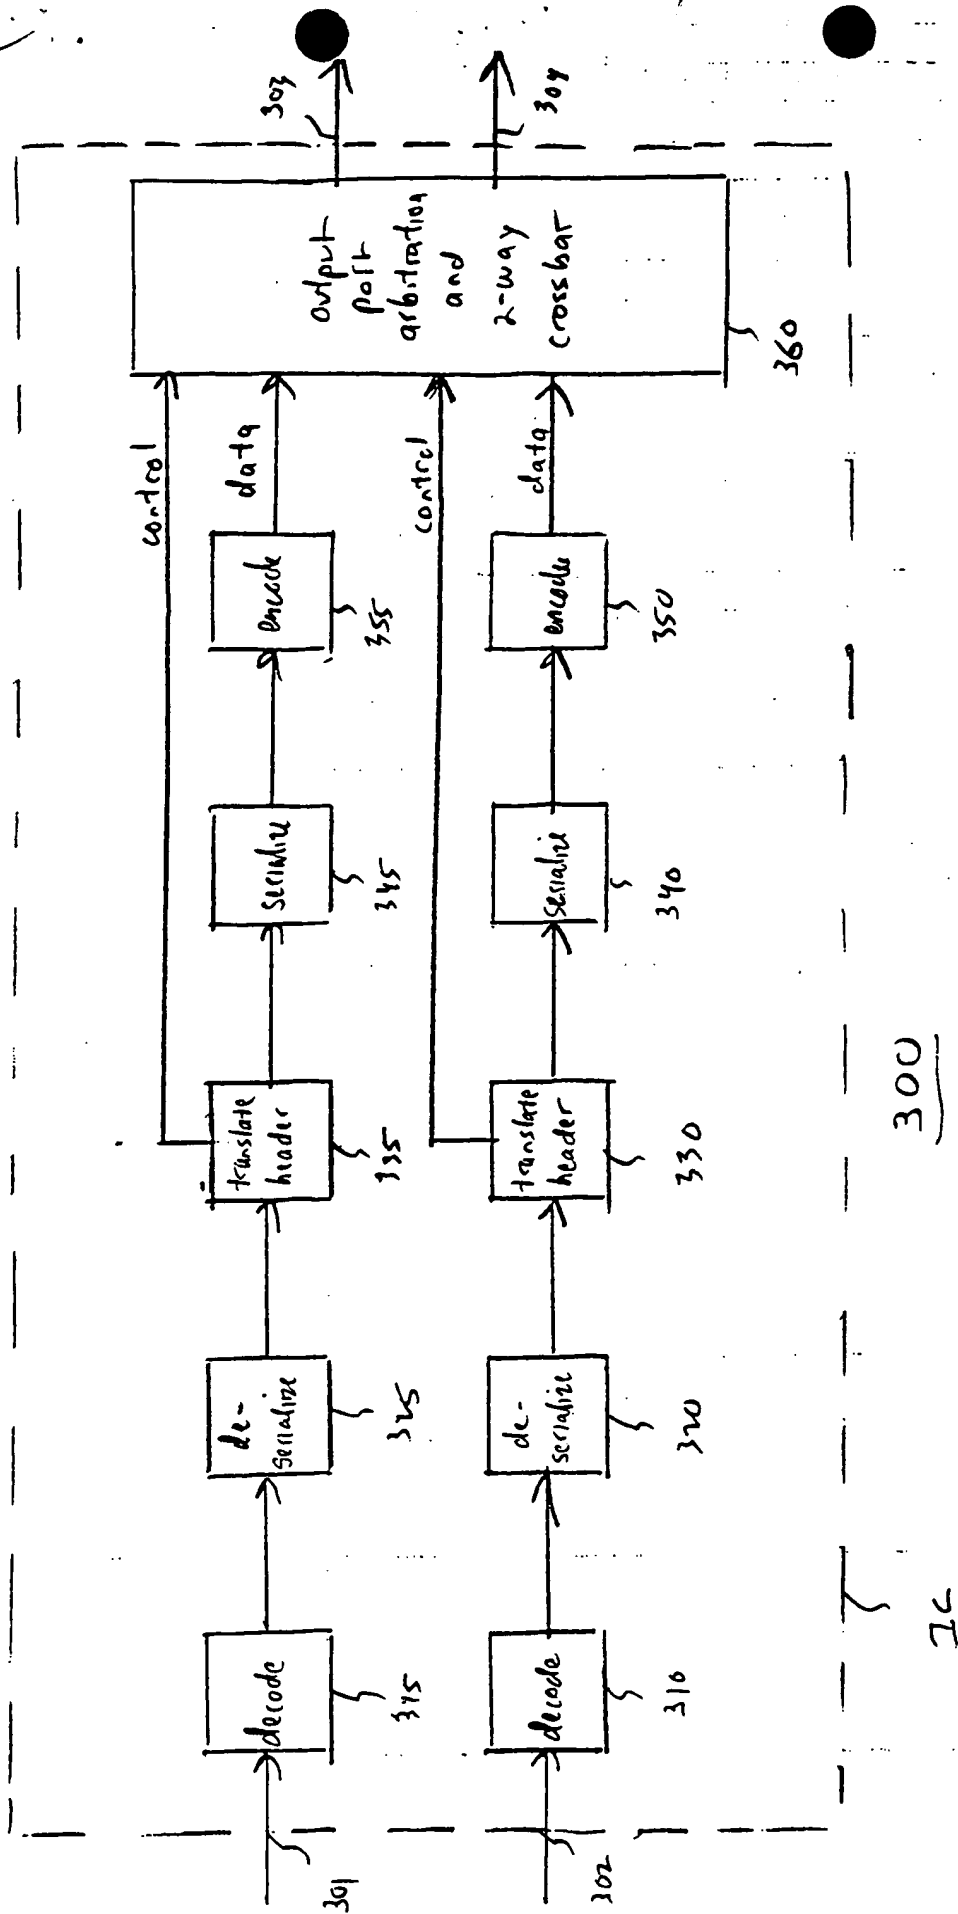 301
302
decode
315
decode
310
de-
serialize
325
de-
serialize
320
translate
header
335
translate
header
330
serialize
345
serialize
340
encode
355
encode
350
control
data
control
data
output
port
arbitration
and
2-way
crossbar
360
303
304
IC
300